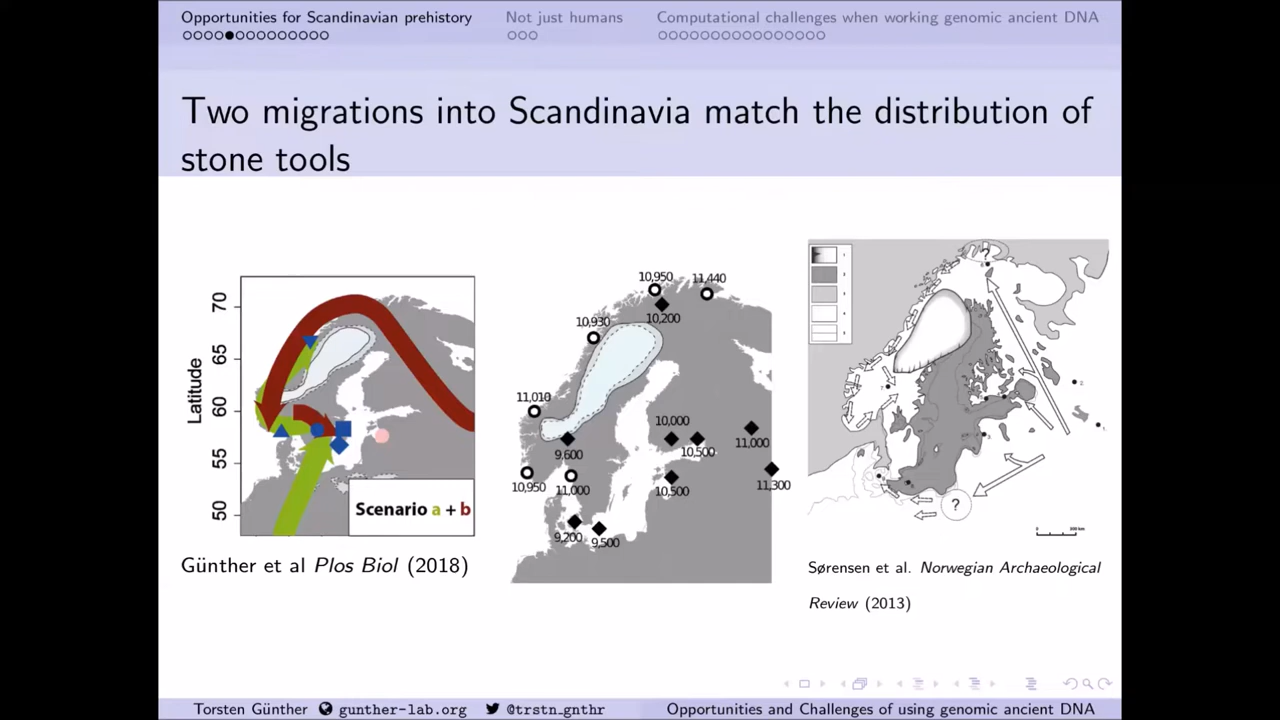 Opportunities for Scandinavian prehistory
Not just humans
Computational challenges when working genomic ancient DNA
Two migrations into Scandinavia match the distribution of
stone tools
Latitude
70
65
60
55
50
Scenario a + b
Günther et al Plos Biol (2018)
10,950
11,440
10,200
10,930
11,010
10,000
9,600
10,500
11,000
10,950
11,000
10,500
11,300
9,200
9,500
?
?
Sørensen et al. Norwegian Archaeological
Review (2013)
Torsten Günther
gunther-lab.org
@trstn_gnthr
Opportunities and Challenges of using genomic ancient DNA